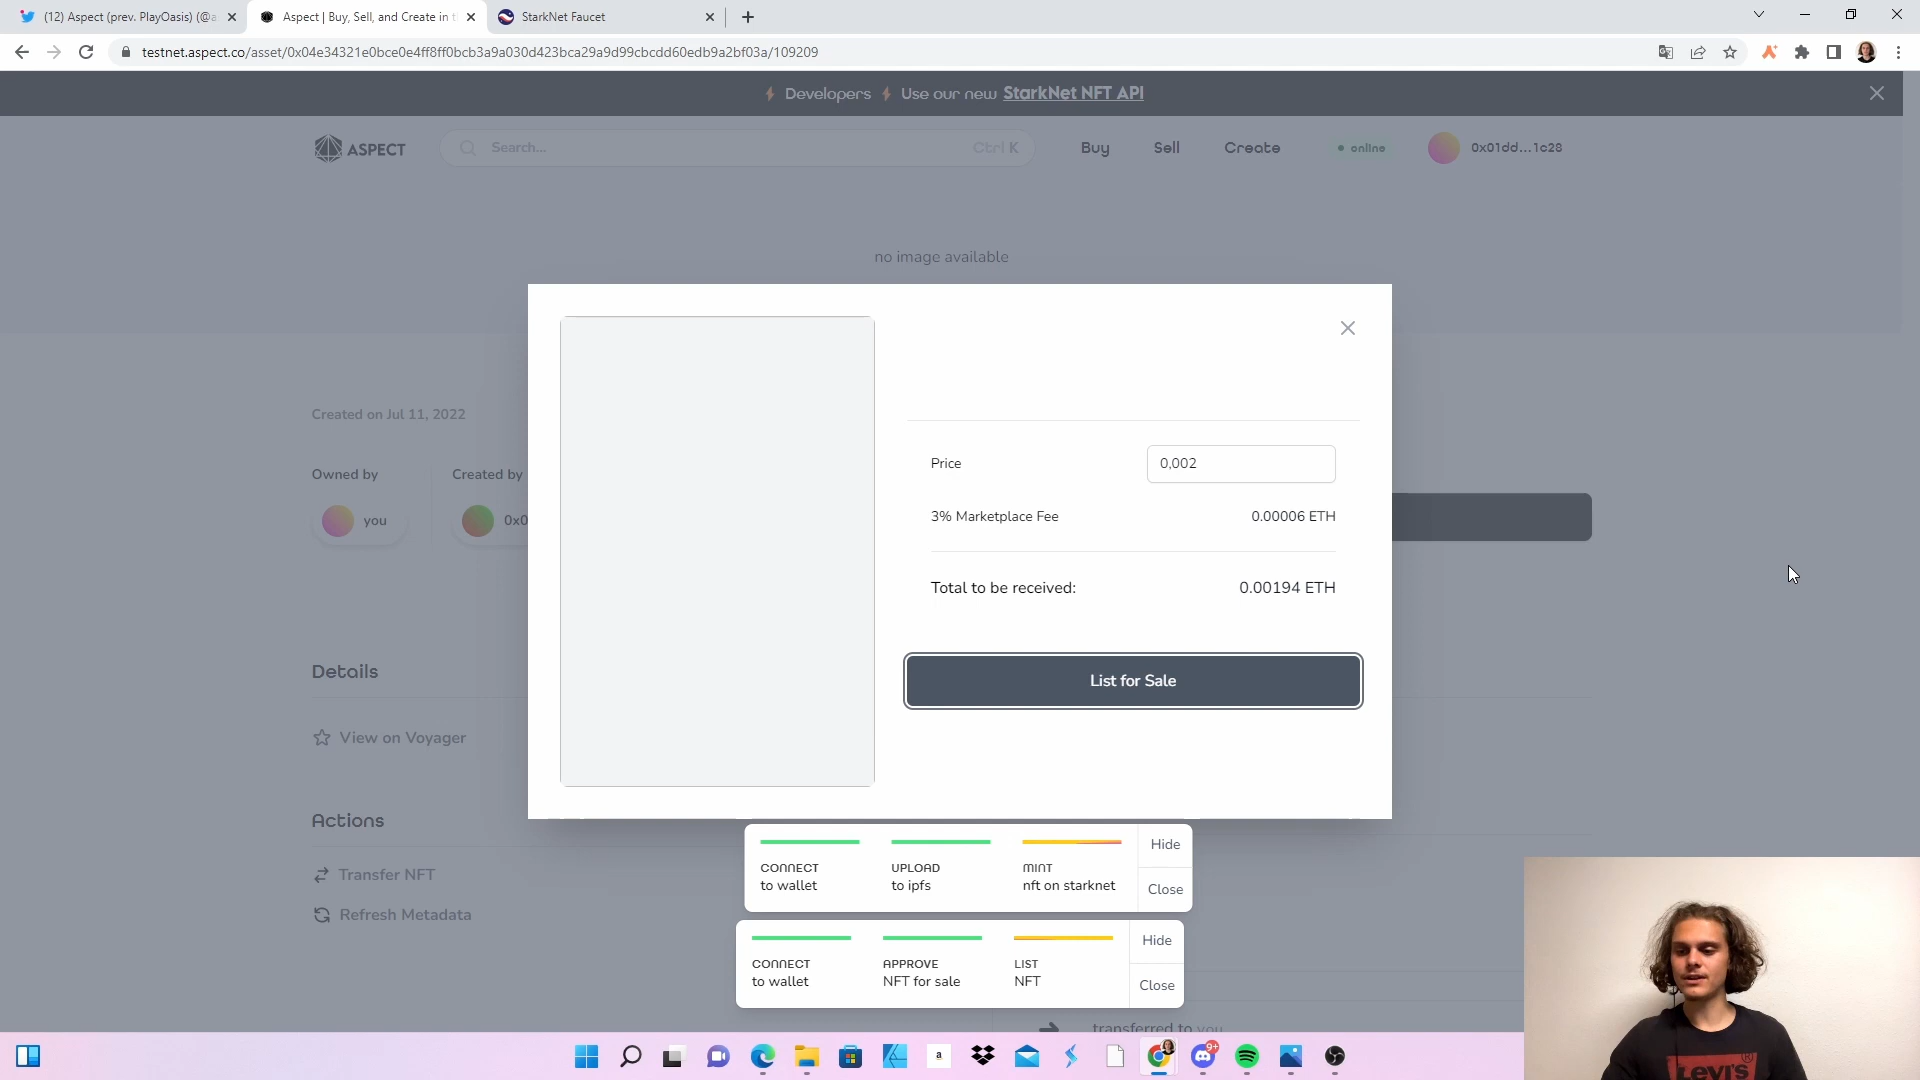 (12) Aspect (prev. PlayOasis) (@a
Aspect | Buy, Sell, and Create in t
StarkNet Faucet
testnet.aspect.co/asset/0x04e34321e0bce0e4ff8ff0bcb3a9a030d423bca29a9d99cbcdd60edb9a2bf03a/109209
Developers Use our new StarkNet NFT API
ASPECT
Search...
Ctrl K
Buy
Sell
Create
online
0x01dd...1c28
no image available
Created on Jul 11, 2022
Owned by
Created by
you
0x0
Price
0,002
3% Marketplace Fee
0.00006 ETH
Total to be received:
0.00194 ETH
List for Sale
Details
View on Voyager
Actions
Transfer NFT
Refresh Metadata
CONNECT
to wallet
UPLOAD
to ipfs
MINT
nft on starknet
Hide
Close
CONNECT
to wallet
APPROVE
NFT for sale
LIST
NFT
Hide
Close
transferred to you
a
9+
Levi's